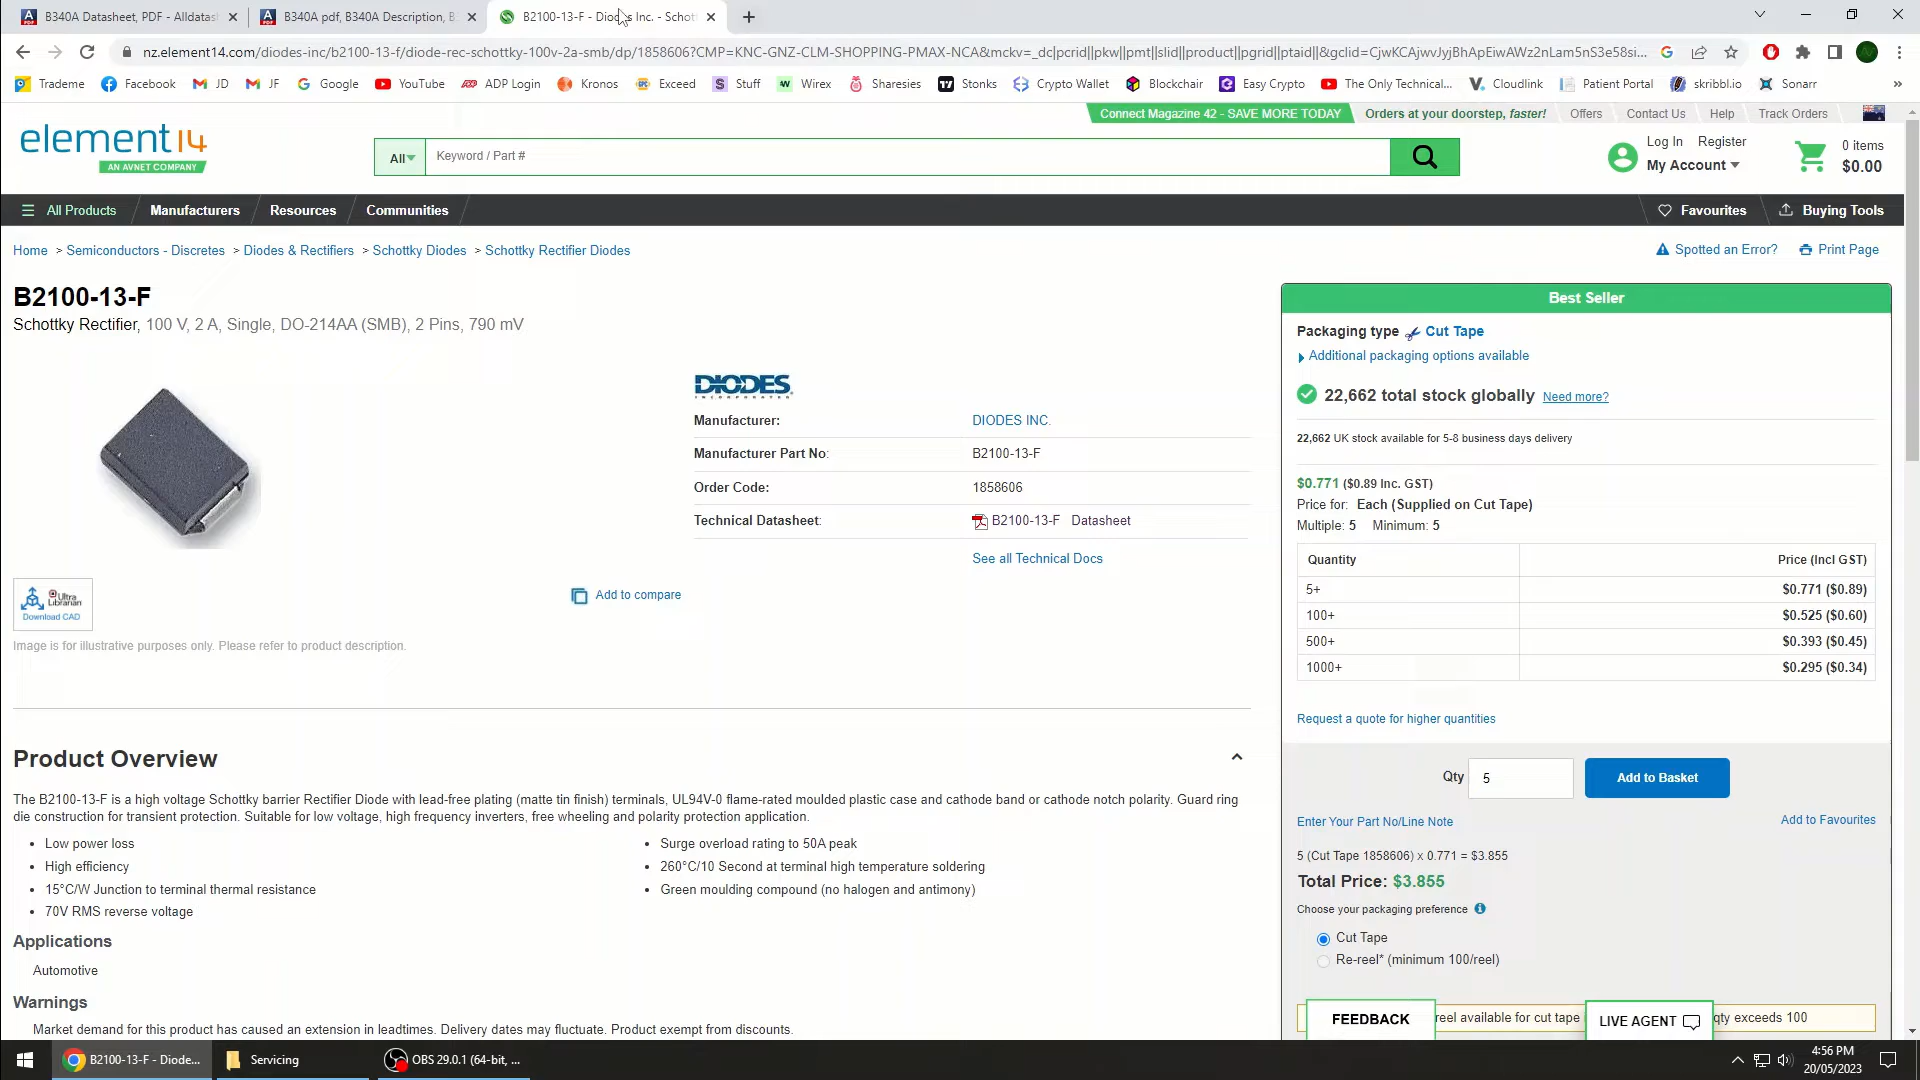 B340A Datasheet, PDF - Alldatas
B340A pdf, B340A Description, B
B2100-13-F - Diodes Inc. - Schot
nz.element14.com/diodes-inc/b2100-13-f/diode-rec-schottky-100v-2a-smb/dp/1858606?CMP=KNC-GNZ-CLM-SHOPPING-PMAX-NCA&mckv=_dc|pcrid||pkw||pmt||slid||product||pgrid||ptaid||&gclid=CjwKCAjwvJyjBhApEiwAWz2nLam5nS3e58si...
Trademe
Facebook
JD
JF
Google
YouTube
ADP Login
Kronos
Exceed
Stuff
Wirex
Sharesies
Stonks
Crypto Wallet
Blockchair
Easy Crypto
The Only Technical...
Cloudlink
Patient Portal
skribbl.io
Sonarr
»
Connect Magazine 42 - SAVE MORE TODAY
Orders at your doorstep, faster!
Offers
Contact Us
Help
Track Orders
element14
AN AVNET COMPANY
All
Keyword / Part #
Log In Register
My Account
0 items
$0.00
All Products
Manufacturers
Resources
Communities
Favourites
Buying Tools
Home > Semiconductors - Discretes > Diodes & Rectifiers > Schottky Diodes > Schottky Rectifier Diodes
Spotted an Error?
Print Page
B2100-13-F
Schottky Rectifier, 100 V, 2 A, Single, DO-214AA (SMB), 2 Pins, 790 mV
DIODES
INCORPORATED
Manufacturer: DIODES INC.
Manufacturer Part No: B2100-13-F
Order Code: 1858606
Technical Datasheet: B2100-13-F Datasheet
See all Technical Docs
Add to compare
Ultra
Librarian
Download CAD
Image is for illustrative purposes only. Please refer to product description.
Product Overview
The B2100-13-F is a high voltage Schottky barrier Rectifier Diode with lead-free plating (matte tin finish) terminals, UL94V-0 flame-rated moulded plastic case and cathode band or cathode notch polarity. Guard ring
die construction for transient protection. Suitable for low voltage, high frequency inverters, free wheeling and polarity protection application.
• Low power loss
• High efficiency
• 15°C/W Junction to terminal thermal resistance
• 70V RMS reverse voltage
• Surge overload rating to 50A peak
• 260°C/10 Second at terminal high temperature soldering
• Green moulding compound (no halogen and antimony)
Applications
Automotive
Warnings
Market demand for this product has caused an extension in leadtimes. Delivery dates may fluctuate. Product exempt from discounts.
Best Seller
Packaging type Cut Tape
Additional packaging options available
22,662 total stock globally Need more?
22,662 UK stock available for 5-8 business days delivery
$0.771 ($0.89 Inc. GST)
Price for: Each (Supplied on Cut Tape)
Multiple: 5 Minimum: 5
Quantity Price (Incl GST)
5+ $0.771 ($0.89)
100+ $0.525 ($0.60)
500+ $0.393 ($0.45)
1000+ $0.295 ($0.34)
Request a quote for higher quantities
Qty 5 Add to Basket
Enter Your Part No/Line Note
Add to Favourites
5 (Cut Tape 1858606) x 0.771 = $3.855
Total Price: $3.855
Choose your packaging preference
Cut Tape
Re-reel* (minimum 100/reel)
reel available for cut tape
qty exceeds 100
FEEDBACK
LIVE AGENT
B2100-13-F - Diode...
Servicing
OBS 29.0.1 (64-bit, ...
4:56 PM
20/05/2023